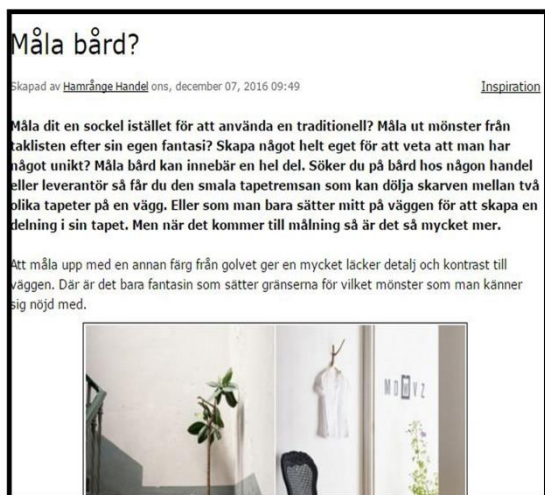 Måla bård?
Skapad av Hamrånge Handel ons, december 07, 2016 09:49
Inspiration
Måla dit en sockel istället för att använda en traditionell? Måla ut mönster från
taklisten efter sin egen fantasi? Skapa något helt eget för att veta att man har
något unikt? Måla bård kan innebär en hel del. Söker du på bård hos någon handel
eller leverantör så får du den smala tapetremsan som kan dölja skarven mellan två
olika tapeter på en vägg. Eller som man bara sätter mitt på väggen för att skapa en
delning i sin tapet. Men när det kommer till målning så är det så mycket mer.
Att måla upp med en annan färg från golvet ger en mycket läcker detalj och kontrast till
väggen. Där är det bara fantasin som sätter gränserna för vilket mönster som man känner
sig nöjd med.
MDMVZ